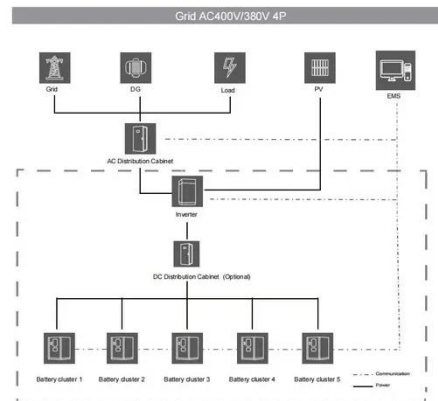 Grid AC400V/380V 4P
Grid
DG
Load
PV
EMS
AC Distribution Cabinet
Inverter
DC Distribution Cabinet (Optional)
Battery cluster 1
Battery cluster 2
Battery cluster 3
Battery cluster 4
Battery cluster 5
Communication
Power